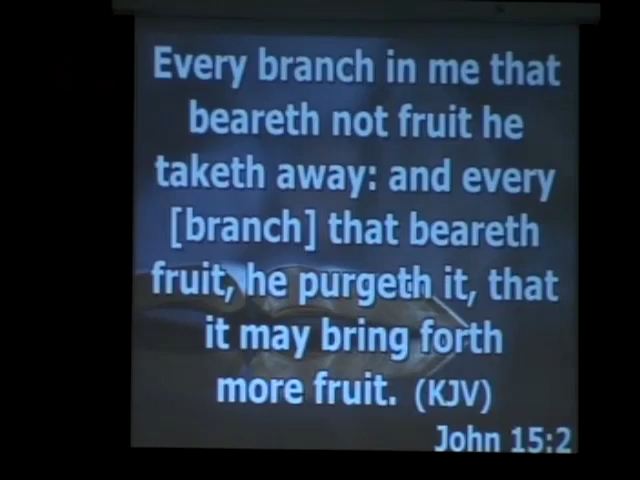 Every branch in me that
beareth not fruit he
taketh away: and every
[branch] that beareth
fruit, he purgeth it, that
it may bring forth
more fruit. (KJV)
John 15:2